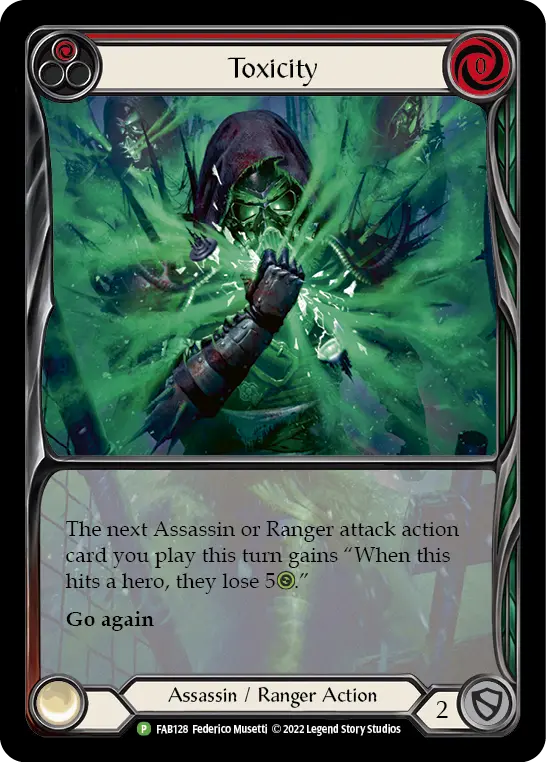 Toxicity
0
The next Assassin or Ranger attack action
card you play this turn gains “When this
hits a hero, they lose 5.”
Go again
Assassin / Ranger Action
2
P FAB128 Federico Musetti © 2022 Legend Story Studios